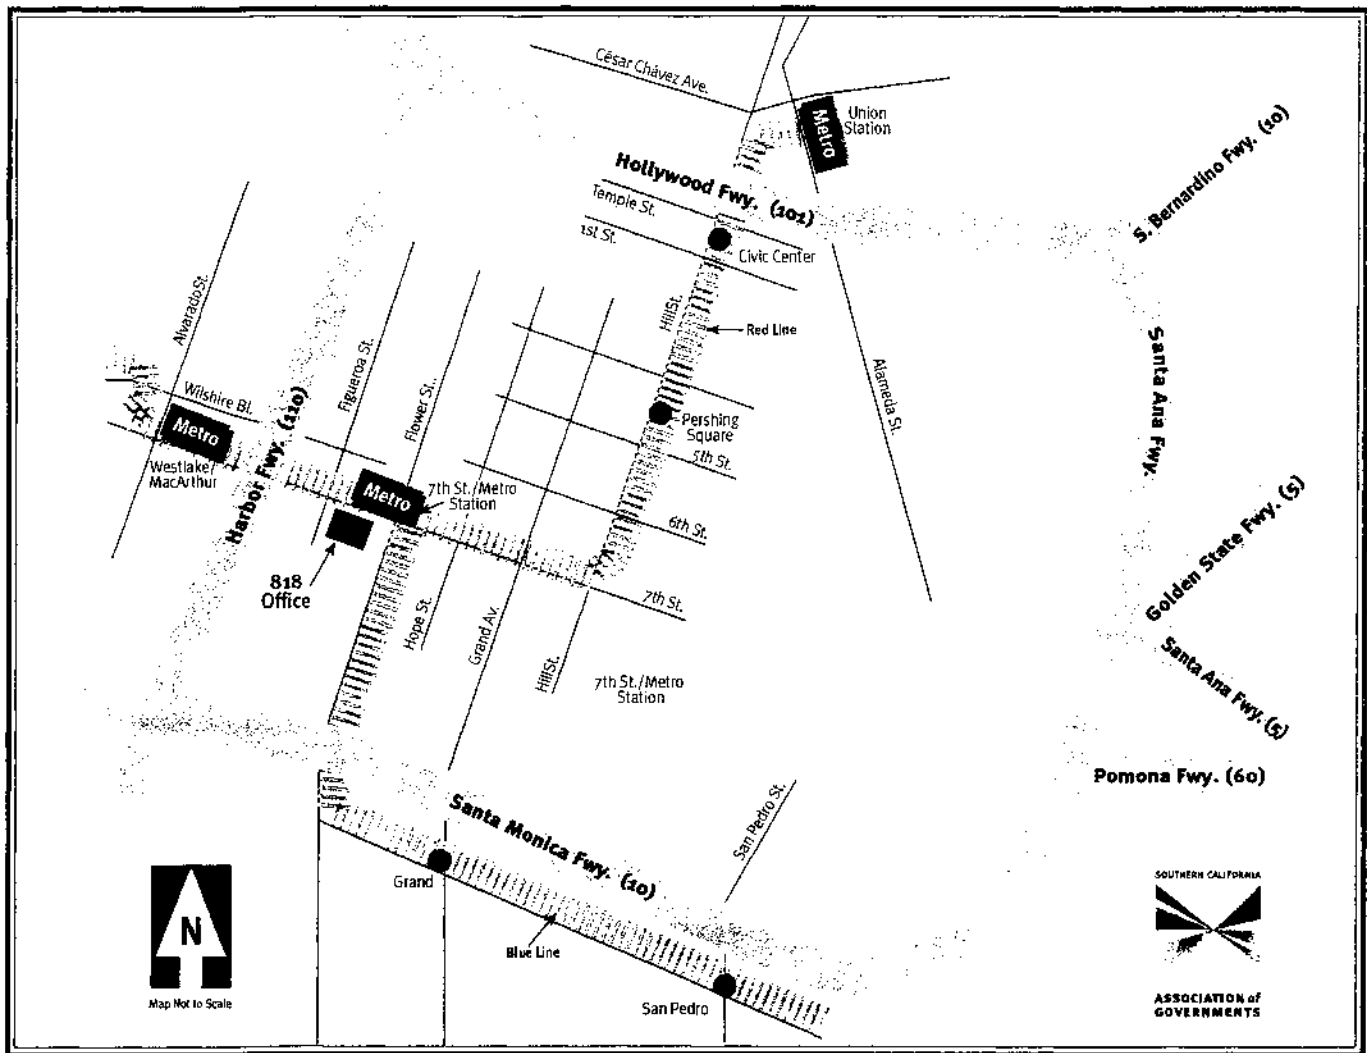 César Chávez Ave.
Metro
Union
Station
Hollywood Fwy. (101)
S. Bernardino Fwy. (10)
Temple St.
1st St.
Civic Center
Alvarado St.
Hill St.
Red Line
Santa Ana Fwy.
Figueroa St.
Flower St.
Alameda St.
Wilshire Bl.
Metro
Westlake/
MacArthur
Harbor Fwy. (110)
Pershing
Square
5th St.
Metro
7th St./Metro
Station
6th St.
Golden State Fwy. (5)
818
Office
7th St.
Hope St.
Grand Av.
Hill St.
7th St./Metro
Station
Santa Ana Fwy. (5)
Pomona Fwy. (60)
Santa Monica Fwy. (10)
San Pedro St.
Grand
Blue Line
San Pedro
N
Map Not to Scale
SOUTHERN CALIFORNIA
ASSOCIATION of
GOVERNMENTS